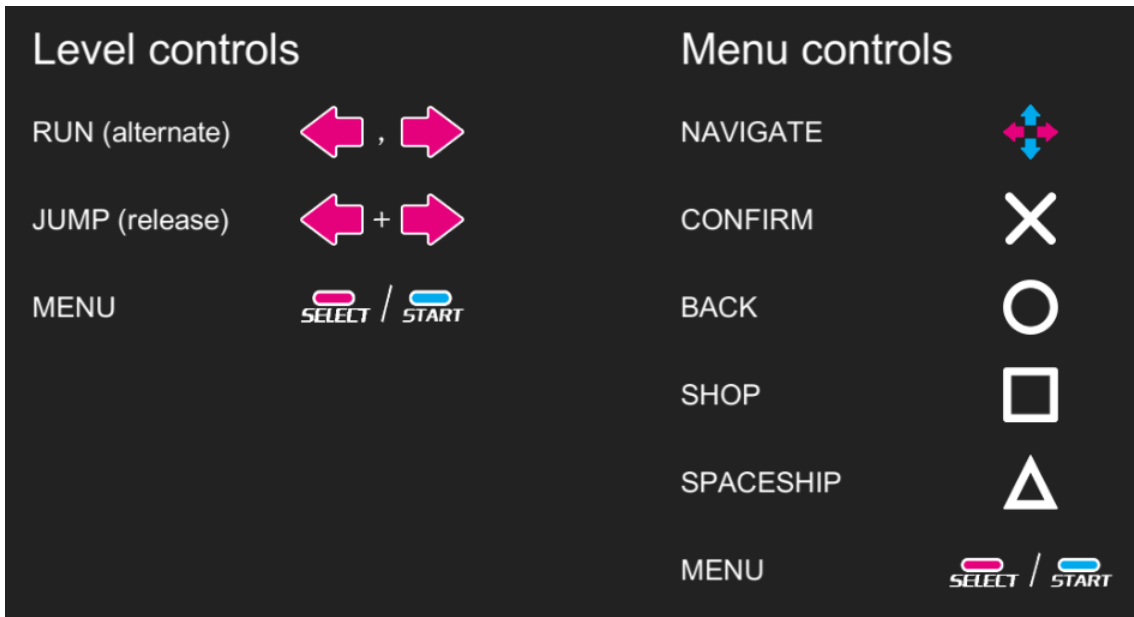 Level controls
RUN (alternate) ,
JUMP (release) +
MENU SELECT / START
Menu controls
NAVIGATE
CONFIRM
BACK
SHOP
SPACESHIP
MENU SELECT / START